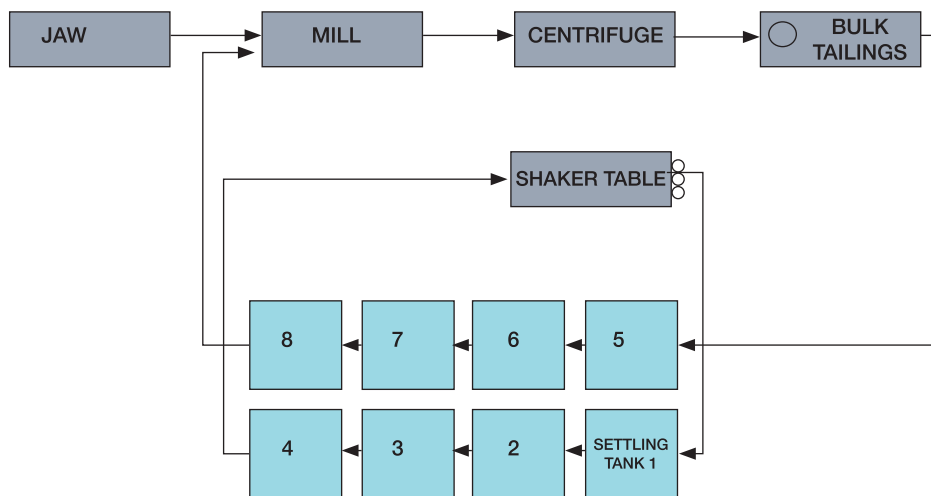 JAW
MILL
CENTRIFUGE
BULK
TAILINGS
SHAKER TABLE
8
7
6
5
4
3
2
SETTLING
TANK 1